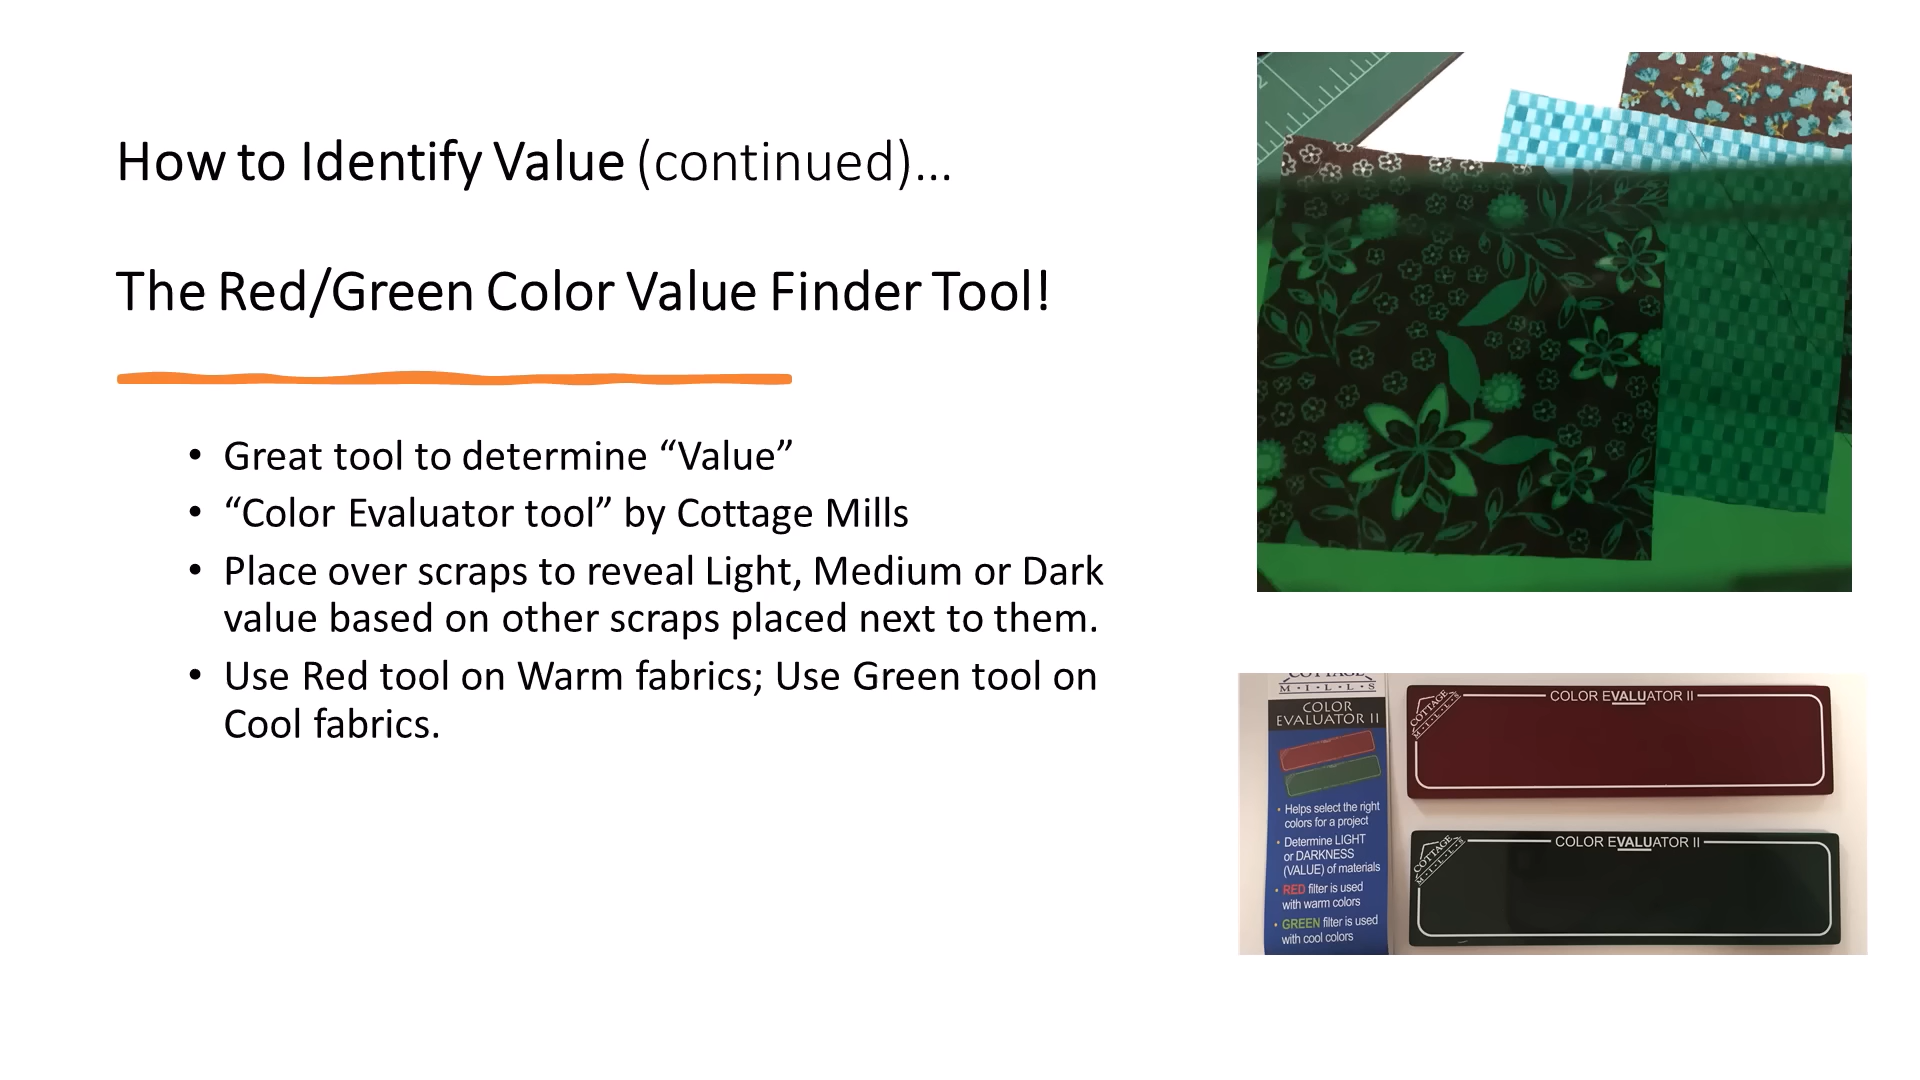 How to Identify Value (continued)…
The Red/Green Color Value Finder Tool!
• Great tool to determine “Value”
• “Color Evaluator tool” by Cottage Mills
• Place over scraps to reveal Light, Medium or Dark
value based on other scraps placed next to them.
• Use Red tool on Warm fabrics; Use Green tool on
Cool fabrics.
2
COTTAGE
M•I•L•L•S
COLOR
EVALUATOR II
• Helps select the right
colors for a project
• Determine LIGHT
or DARKNESS
(VALUE) of materials
• RED filter is used
with warm colors
• GREEN filter is used
with cool colors
COTTAGE
M•I•L•L•S
COLOR EVALUATOR II
COTTAGE
M•I•L•L•S
COLOR EVALUATOR II